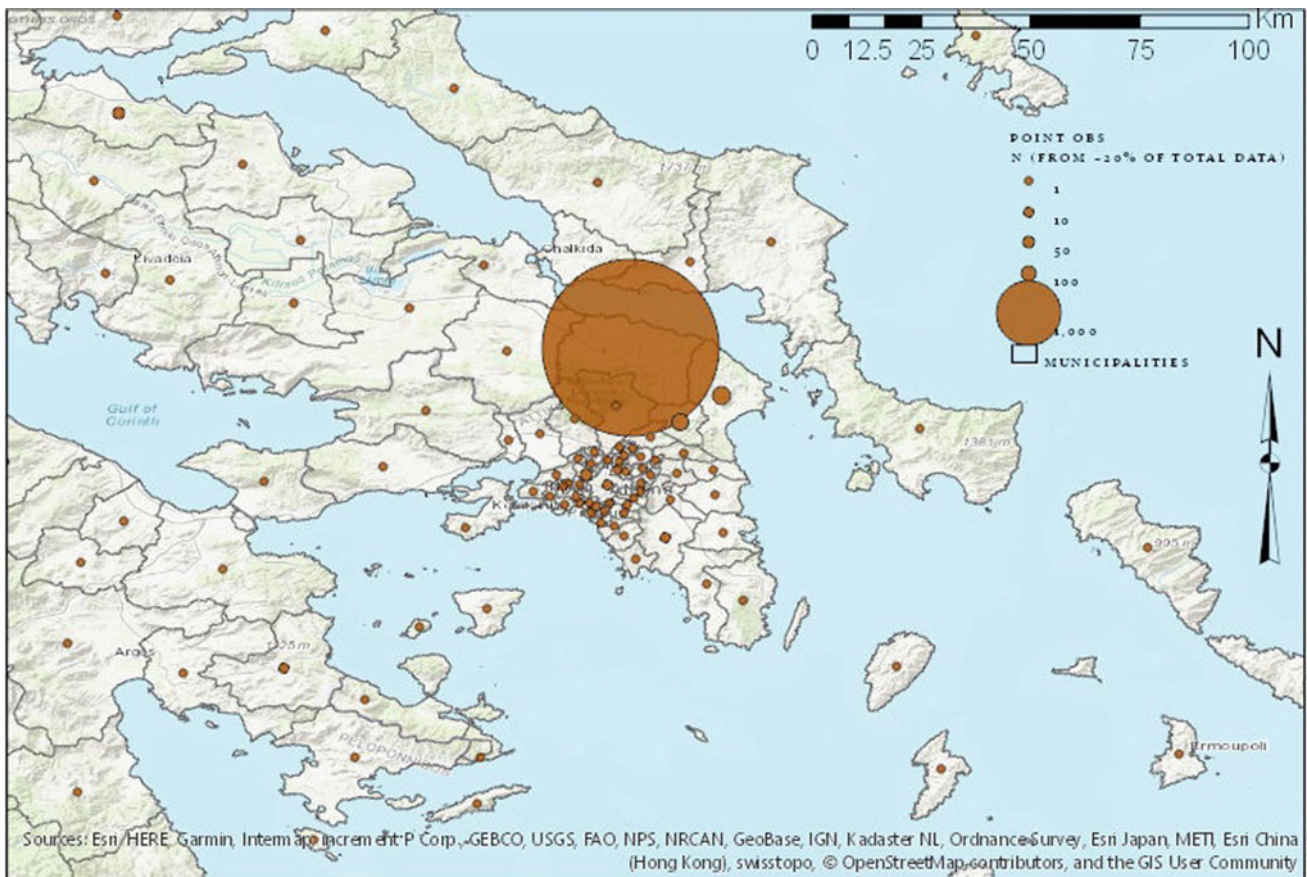 Km
0 12.5 25 50 75 100
POINT OBS
N (FROM ~20% OF TOTAL DATA)
1
10
50
100
1,000
MUNICIPALITIES
N
1737 m
Chalkida
Livadeia
Gulf of
Corinth
995 m
1125 m
Argos
PELOPONNISOS
Ermoupoli
Sources: Esri, HERE, Garmin, Intermap, increment P Corp., GEBCO, USGS, FAO, NPS, NRCAN, GeoBase, IGN, Kadaster NL, Ordnance Survey, Esri Japan, METI, Esri China
(Hong Kong), swisstopo, © OpenStreetMap contributors, and the GIS User Community